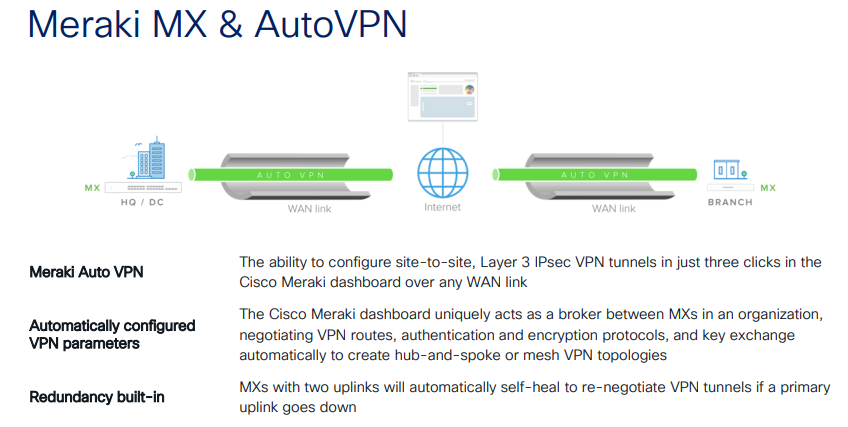 Meraki MX & AutoVPN
MX
HQ / DC
AUTO VPN
WAN link
Internet
AUTO VPN
WAN link
BRANCH
MX
Meraki Auto VPN
The ability to configure site-to-site, Layer 3 IPsec VPN tunnels in just three clicks in the
Cisco Meraki dashboard over any WAN link
Automatically configured
VPN parameters
The Cisco Meraki dashboard uniquely acts as a broker between MXs in an organization,
negotiating VPN routes, authentication and encryption protocols, and key exchange
automatically to create hub-and-spoke or mesh VPN topologies
Redundancy built-in
MXs with two uplinks will automatically self-heal to re-negotiate VPN tunnels if a primary
uplink goes down